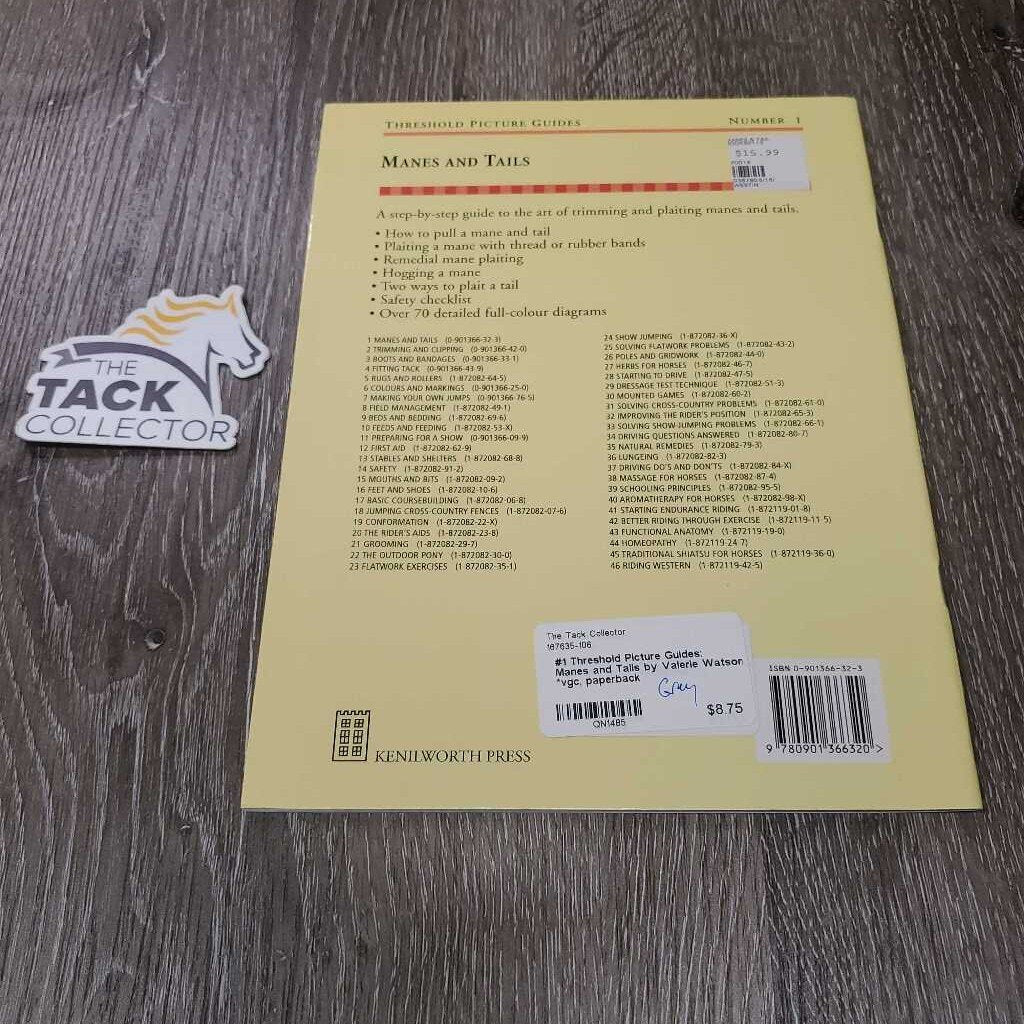 THRESHOLD PICTURE GUIDES NUMBER 1
$15.99
MANES AND TAILS
A step-by-step guide to the art of trimming and plaiting manes and tails.
• How to pull a mane and tail
• Plaiting a mane with thread or rubber bands
• Remedial mane plaiting
• Hogging a mane
• Two ways to plait a tail
• Safety checklist
• Over 70 detailed full-colour diagrams
1 MANES AND TAILS (0-901366-32-3)
2 TRIMMING AND CLIPPING (0-901366-42-0)
3 BOOTS AND BANDAGES (0-901366-33-1)
4 FITTING TACK (0-901366-43-9)
5 RUGS AND ROLLERS (1-872082-64-5)
6 COLOURS AND MARKINGS (0-901366-25-0)
7 MAKING YOUR OWN JUMPS (0-901366-76-5)
8 FIELD MANAGEMENT (1-872082-49-1)
9 BEDS AND BEDDING (1-872082-69-6)
10 FEEDS AND FEEDING (1-872082-53-X)
11 PREPARING FOR A SHOW (0-901366-09-9)
12 FIRST AID (1-872082-62-9)
13 STABLES AND SHELTERS (1-872082-68-8)
14 SAFETY (1-872082-91-2)
15 MOUTHS AND BITS (1-872082-09-2)
16 FEET AND SHOES (1-872082-10-6)
17 BASIC COURSEBUILDING (1-872082-06-8)
18 JUMPING CROSS-COUNTRY FENCES (1-872082-07-6)
19 CONFORMATION (1-872082-22-X)
20 THE RIDER'S AIDS (1-872082-23-8)
21 GROOMING (1-872082-29-7)
22 THE OUTDOOR PONY (1-872082-30-0)
23 FLATWORK EXERCISES (1-872082-35-1)
24 SHOW JUMPING (1-872082-36-X)
25 SOLVING FLATWORK PROBLEMS (1-872082-43-2)
26 POLES AND GRIDWORK (1-872082-44-0)
27 HERBS FOR HORSES (1-872082-46-7)
28 STARTING TO DRIVE (1-872082-47-5)
29 DRESSAGE TEST TECHNIQUE (1-872082-51-3)
30 MOUNTED GAMES (1-872082-60-2)
31 SOLVING CROSS-COUNTRY PROBLEMS (1-872082-61-0)
32 IMPROVING THE RIDER'S POSITION (1-872082-65-3)
33 SOLVING SHOW-JUMPING PROBLEMS (1-872082-66-1)
34 DRIVING QUESTIONS ANSWERED (1-872082-80-7)
35 NATURAL REMEDIES (1-872082-79-3)
36 LUNGEING (1-872082-82-3)
37 DRIVING DO'S AND DON'TS (1-872082-84-X)
38 MASSAGE FOR HORSES (1-872082-87-4)
39 SCHOOLING PRINCIPLES (1-872082-95-5)
40 AROMATHERAPY FOR HORSES (1-872082-98-X)
41 STARTING ENDURANCE RIDING (1-872119-01-8)
42 BETTER RIDING THROUGH EXERCISE (1-872119-11-5)
43 FUNCTIONAL ANATOMY (1-872119-19-0)
44 HOMEOPATHY (1-872119-24-7)
45 TRADITIONAL SHIATSU FOR HORSES (1-872119-36-0)
46 RIDING WESTERN (1-872119-42-5)
THE
TACK
COLLECTOR
The Tack Collector
167635-106
#1 Threshold Picture Guides:
Manes and Tails by Valerie Watson
*vgc, paperback
$8.75
QN1485
ISBN 0-901366-32-3
9 780901 366320 >
KENILWORTH PRESS